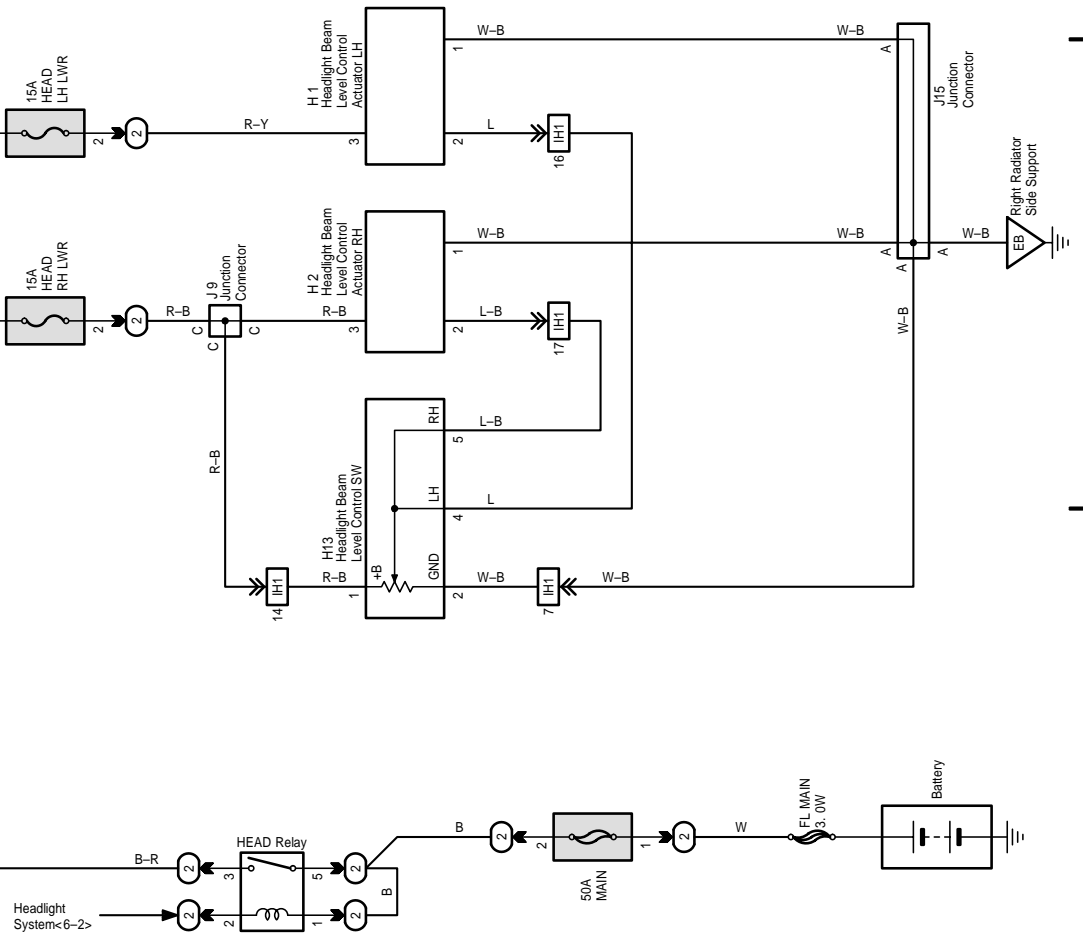 15A
HEAD
LH LWR
2
2
R–Y
3
H 1
Headlight Beam
Level Control
Actuator LH
1
W–B
W–B
A
2
L
IH1
16
J15
Junction
Connector
15A
HEAD
RH LWR
2
2
R–B
J 9
Junction
Connector
C
C
C
R–B
3
H 2
Headlight Beam
Level Control
Actuator RH
1
W–B
W–B
A
A
A
W–B
EB
Right Radiator
Side Support
2
L–B
IH1
17
W–B
R–B
H13
Headlight Beam
Level Control SW
RH
5
L–B
LH
4
L
IH1
14
R–B
1
+B
GND
2
W–B
IH1
7
W–B
B–R
2
3
HEAD Relay
5
2
B
2
2
50A
MAIN
1
2
W
FL MAIN
3. 0W
Battery
Headlight
System<6–2>
2
2
1
2
B